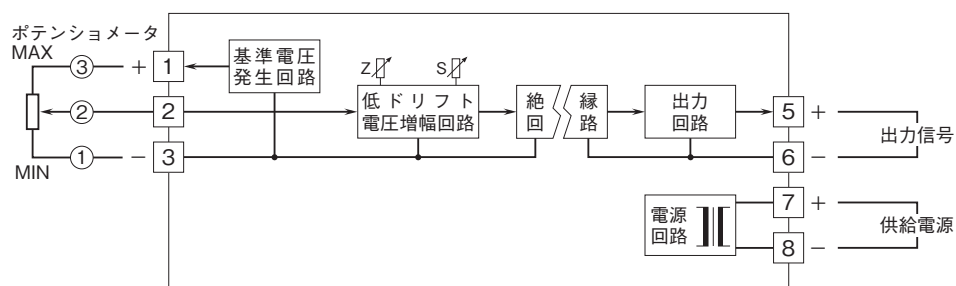 ポテンショメータ
MAX
③ + 1
② 2
① − 3
MIN
基準電圧
発生回路
Z
S
低ドリフト
電圧増幅回路
絶 縁
回 路
出力
回路
5 +
6 −
出力信号
電源
回路
7 +
8 −
供給電源